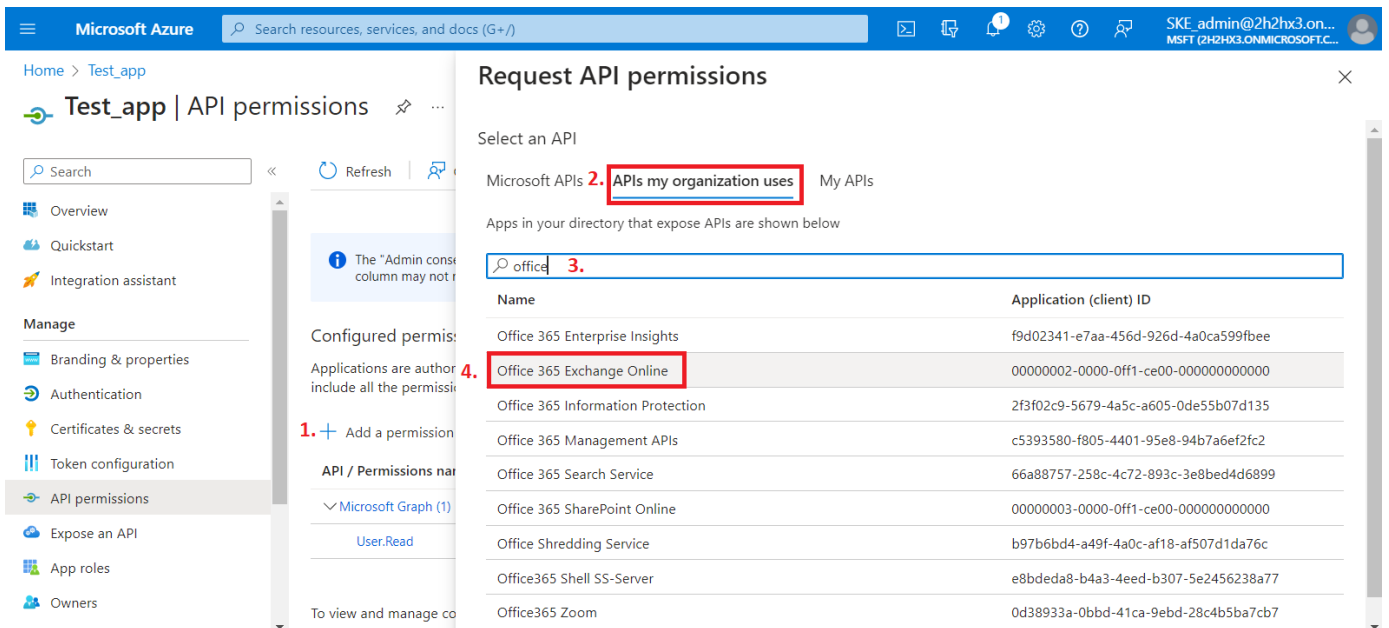 Microsoft Azure
Search resources, services, and docs (G+/)
1
SKE_admin@2h2hx3.on...
MSFT (2H2HX3.ONMICROSOFT.C...
Home > Test_app
Test_app | API permissions
...
Search
«
Overview
Quickstart
Integration assistant
Manage
Branding & properties
Authentication
Certificates & secrets
Token configuration
API permissions
Expose an API
App roles
Owners
Refresh
The "Admin conse
column may not r
Configured permis
Applications are author
include all the permissi
1. + Add a permission
API / Permissions nar
Microsoft Graph (1)
User.Read
To view and manage co
Request API permissions
Select an API
Microsoft APIs 2. APIs my organization uses My APIs
Apps in your directory that expose APIs are shown below
office 3.
Name Application (client) ID
Office 365 Enterprise Insights f9d02341-e7aa-456d-926d-4a0ca599fbee
4. Office 365 Exchange Online 00000002-0000-0ff1-ce00-000000000000
Office 365 Information Protection 2f3f02c9-5679-4a5c-a605-0de55b07d135
Office 365 Management APIs c5393580-f805-4401-95e8-94b7a6ef2fc2
Office 365 Search Service 66a88757-258c-4c72-893c-3e8bed4d6899
Office 365 SharePoint Online 00000003-0000-0ff1-ce00-000000000000
Office Shredding Service b97b6bd4-a49f-4a0c-af18-af507d1da76c
Office365 Shell SS-Server e8bdeda8-b4a3-4eed-b307-5e2456238a77
Office365 Zoom 0d38933a-0bbd-41ca-9ebd-28c4b5ba7cb7